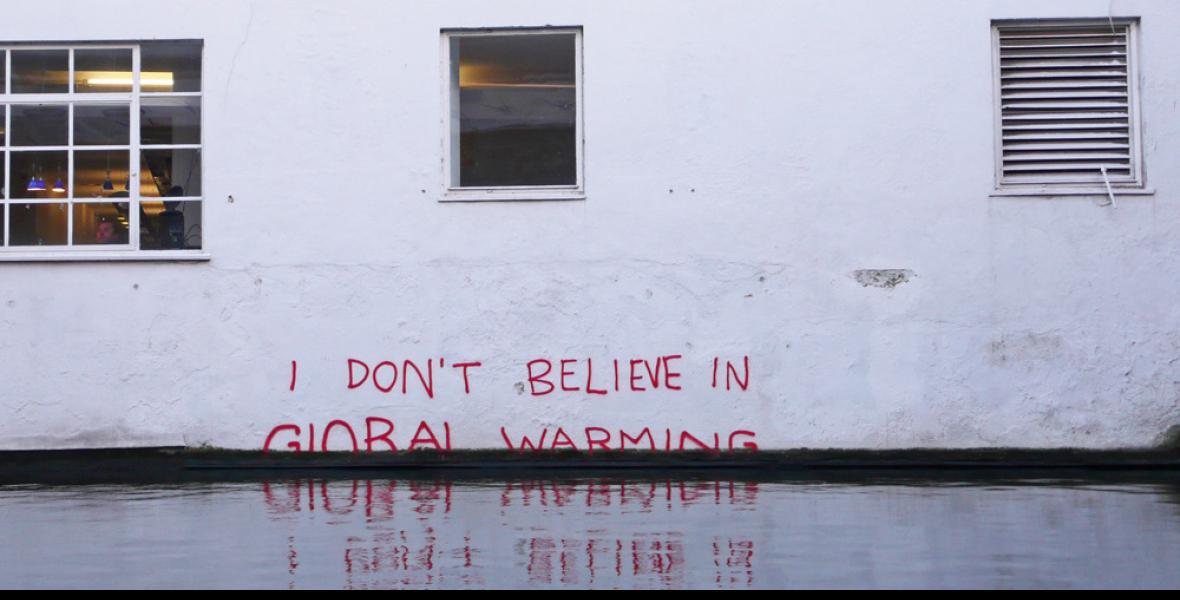 I DON'T BELIEVE IN
GLOBAL WARMING